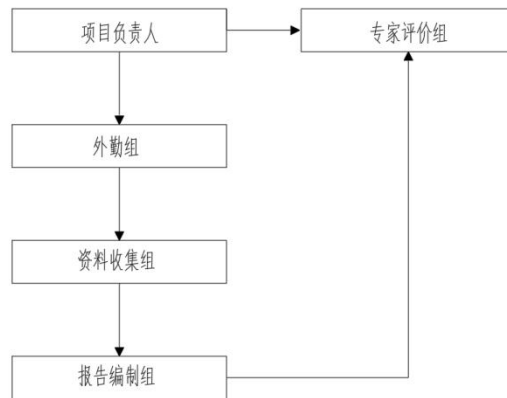 项目负责人
专家评价组
外勤组
资料收集组
报告编制组